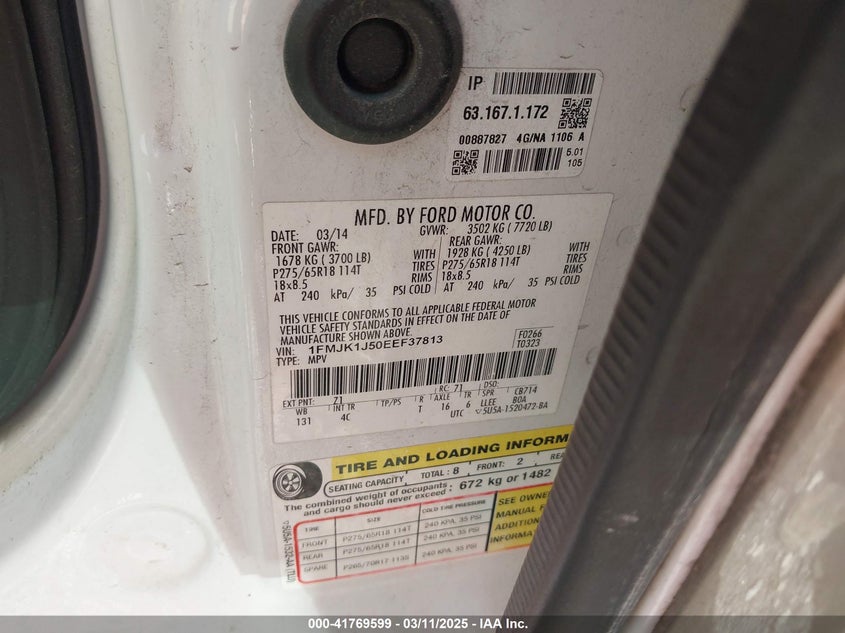 IP
63.167.1.172
00887827 4G/NA 1106 A
5.01
105
MFD. BY FORD MOTOR CO.
DATE: 03/14 GVWR: 3502 KG ( 7720 LB)
FRONT GAWR: REAR GAWR:
1678 KG ( 3700 LB) WITH 1928 KG ( 4250 LB) WITH
P275/65R18 114T TIRES P275/65R18 114T TIRES
18x8.5 RIMS 18x8.5 RIMS
AT 240 kPa/ 35 PSI COLD AT 240 kPa/ 35 PSI COLD
THIS VEHICLE CONFORMS TO ALL APPLICABLE FEDERAL MOTOR
VEHICLE SAFETY STANDARDS IN EFFECT ON THE DATE OF
MANUFACTURE SHOWN ABOVE.
VIN: 1FMJK1J50EEF37813 F0266
TYPE: MPV T0323
EXT PNT: Z1 RC: 71 DSO:
WB INT TR TP/PS R AXLE TR SPR CB714
131 4C T 16 6 LLEE BOA
UTC ▽5U5A-1520472-BA
TIRE AND LOADING INFORM
SEATING CAPACITY TOTAL: 8 FRONT: 2 REA
The combined weight of occupants
and cargo should never exceed: 672 kg or 1482
TIRE SIZE COLD TIRE PRESSURE
FRONT P275/65R18 114T 240 KPA, 35 PSI
REAR P275/65R18 114T 240 KPA, 35 PSI
SPARE P265/70R17 113S 240 KPA, 35 PSI
SEE OWNE
MANUAL F
ADDITION
INFORMA
000-41769599 - 03/11/2025 - IAA Inc.